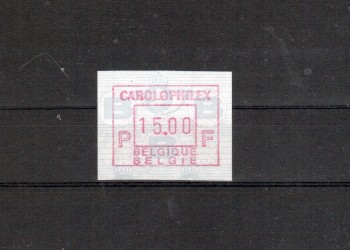 CAROLOPHILEX
15.00
P F
BELGIQUE
BELGIE